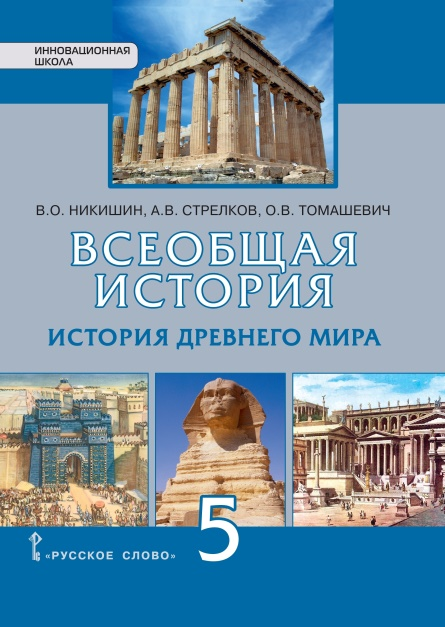 ИННОВАЦИОННАЯ
ШКОЛА
В.О. НИКИШИН, А.В. СТРЕЛКОВ, О.В. ТОМАШЕВИЧ
ВСЕОБЩАЯ
ИСТОРИЯ
ИСТОРИЯ ДРЕВНЕГО МИРА
5
«РУССКОЕ СЛОВО»